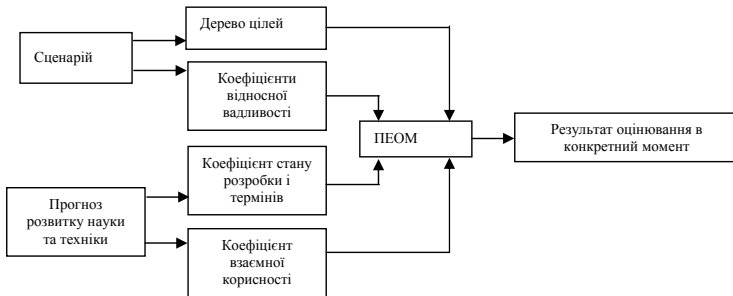 Дерево цілей
Сценарій
Коефіцієнти
відносної
вадливості
ПЕОМ
Результат оцінювання в
конкретний момент
Коефіцієнт стану
розробки і
термінів
Прогноз
розвитку науки
та техніки
Коефіцієнт
взаємної
корисності